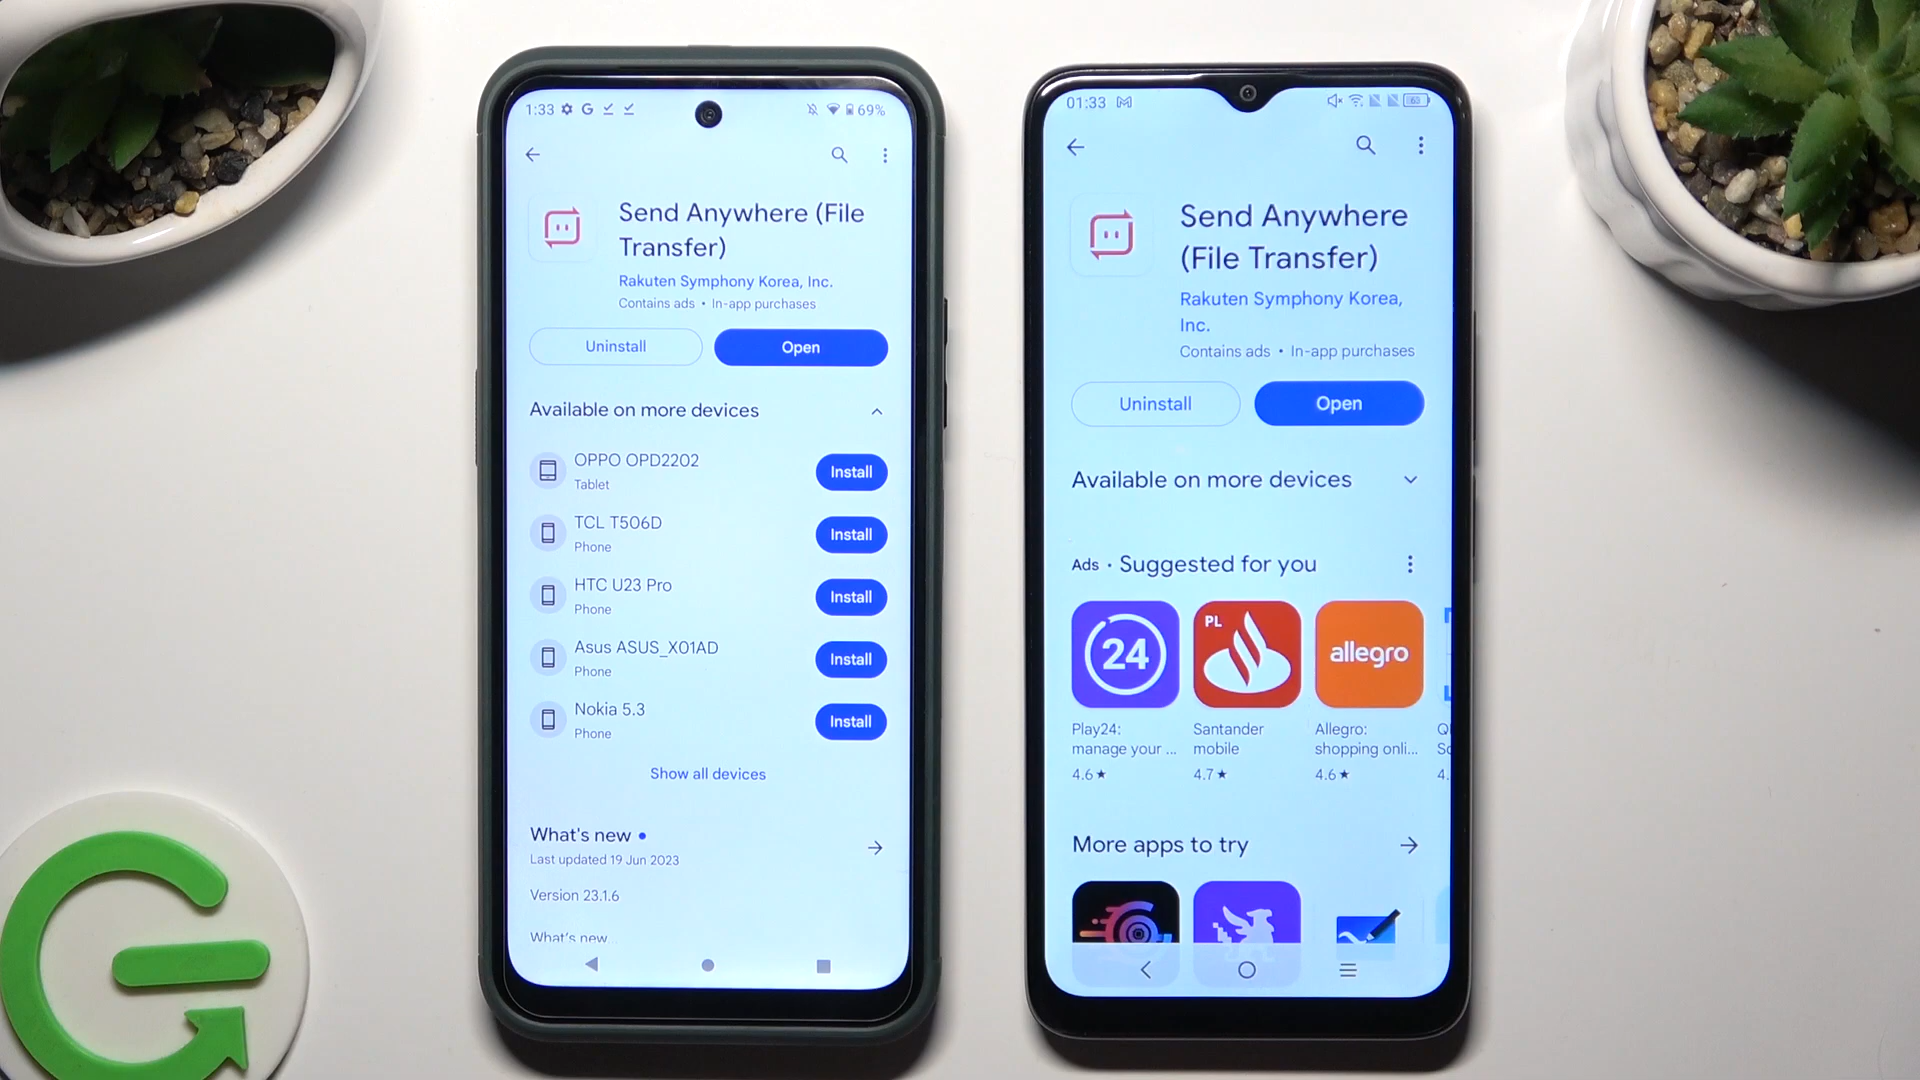 1:33
69%
Send Anywhere (File
Transfer)
Rakuten Symphony Korea, Inc.
Contains ads • In-app purchases
Uninstall
Open
Available on more devices
OPPO OPD2202
Tablet
Install
TCL T506D
Phone
Install
HTC U23 Pro
Phone
Install
Asus ASUS_X01AD
Phone
Install
Nokia 5.3
Phone
Install
Show all devices
What's new
Last updated 19 Jun 2023
Version 23.1.6
What's new
01:33
60
Send Anywhere
(File Transfer)
Rakuten Symphony Korea,
Inc.
Contains ads • In-app purchases
Uninstall
Open
Available on more devices
Ads • Suggested for you
24
PL
allegro
Play24:
manage your ...
4.6★
Santander
mobile
4.7★
Allegro:
shopping onli...
4.6★
4.
More apps to try